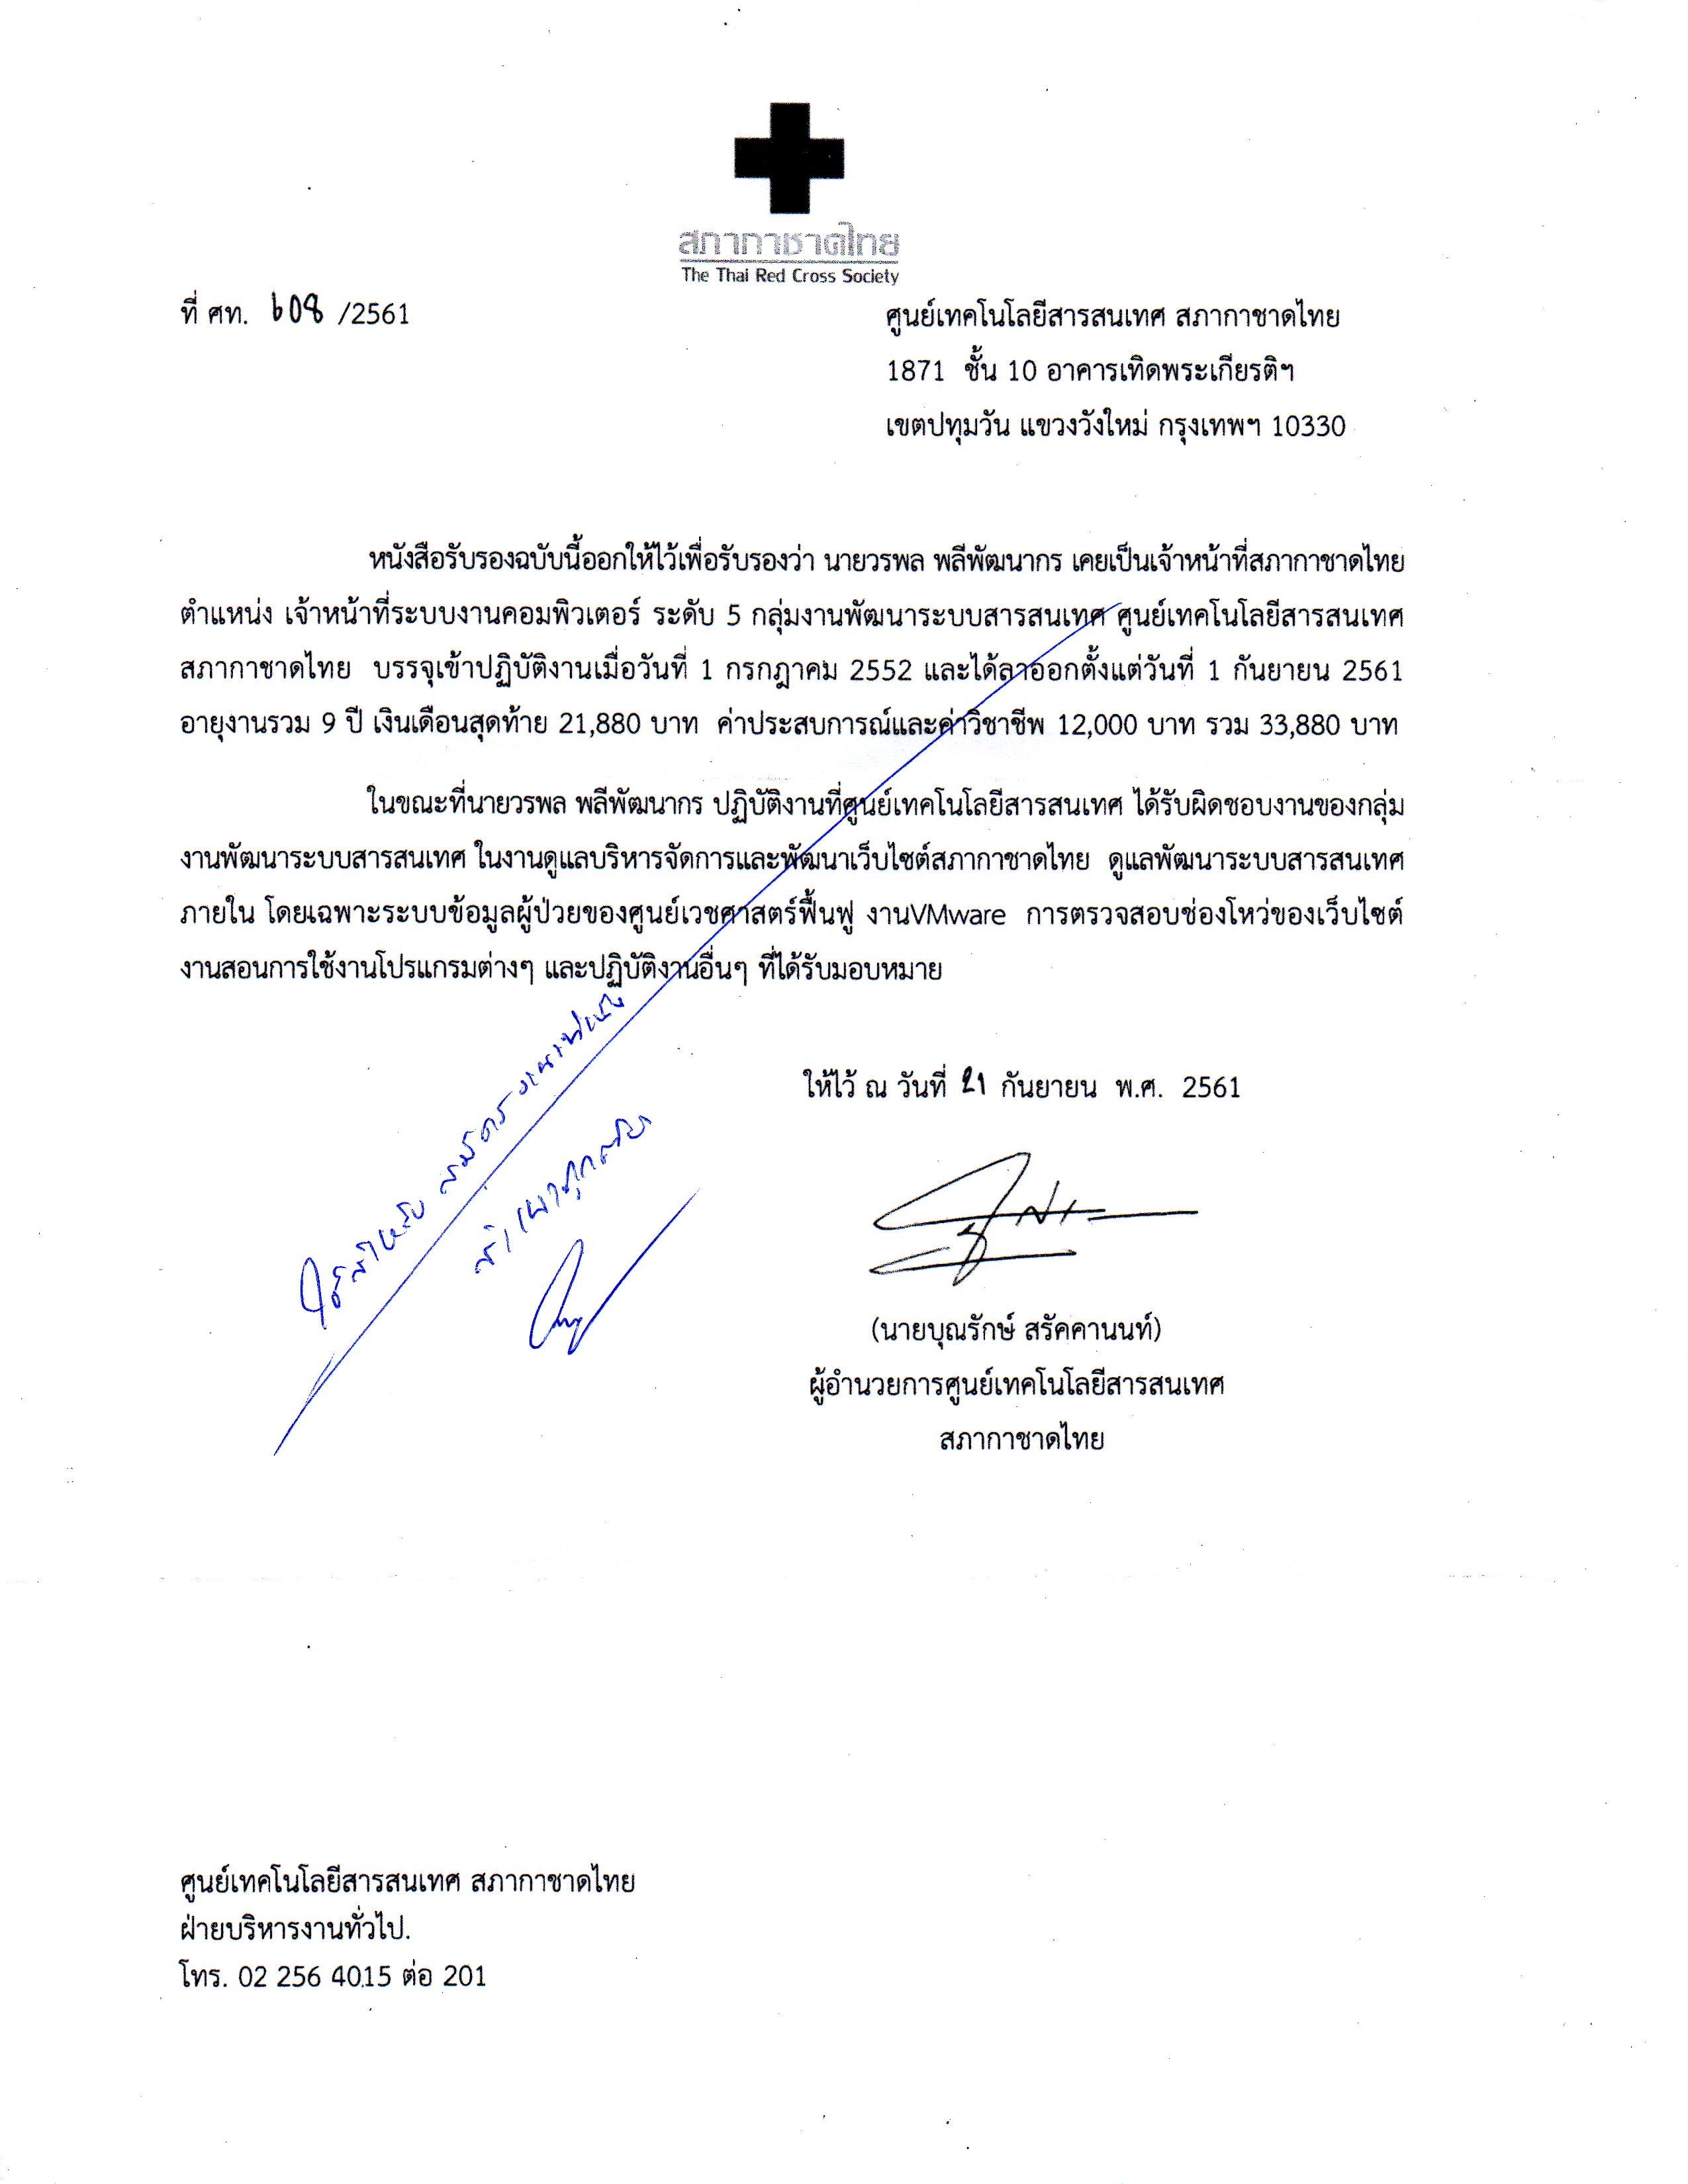 สภากาชาดไทย
The Thai Red Cross Society
ที่ ศท. 608 /2561
ศูนย์เทคโนโลยีสารสนเทศ สภากาชาดไทย
1871 ชั้น 10 อาคารเทิดพระเกียรติฯ
เขตปทุมวัน แขวงวังใหม่ กรุงเทพฯ 10330
หนังสือรับรองฉบับนี้ออกให้ไว้เพื่อรับรองว่า นายวรพล พลีพัฒนากร เคยเป็นเจ้าหน้าที่สภากาชาดไทย
ตำแหน่ง เจ้าหน้าที่ระบบงานคอมพิวเตอร์ ระดับ 5 กลุ่มงานพัฒนาระบบสารสนเทศ ศูนย์เทคโนโลยีสารสนเทศ
สภากาชาดไทย บรรจุเข้าปฏิบัติงานเมื่อวันที่ 1 กรกฎาคม 2552 และได้ลาออกตั้งแต่วันที่ 1 กันยายน 2561
อายุงานรวม 9 ปี เงินเดือนสุดท้าย 21,880 บาท ค่าประสบการณ์และค่าวิชาชีพ 12,000 บาท รวม 33,880 บาท
ในขณะที่นายวรพล พลีพัฒนากร ปฏิบัติงานที่ศูนย์เทคโนโลยีสารสนเทศ ได้รับผิดชอบงานของกลุ่ม
งานพัฒนาระบบสารสนเทศ ในงานดูแลบริหารจัดการและพัฒนาเว็บไซต์สภากาชาดไทย ดูแลพัฒนาระบบสารสนเทศ
ภายใน โดยเฉพาะระบบข้อมูลผู้ป่วยของศูนย์เวชศาสตร์ฟื้นฟู งานVMware การตรวจสอบช่องโหว่ของเว็บไซต์
งานสอนการใช้งานโปรแกรมต่างๆ และปฏิบัติงานอื่นๆ ที่ได้รับมอบหมาย
ให้ไว้ ณ วันที่ 21 กันยายน พ.ศ. 2561
ใช้สำหรับ สมัครงานเท่านั้น
สำเนาถูกต้อง
(นายบุณรักษ์ สรัคคานนท์)
ผู้อำนวยการศูนย์เทคโนโลยีสารสนเทศ
สภากาชาดไทย
ศูนย์เทคโนโลยีสารสนเทศ สภากาชาดไทย
ฝ่ายบริหารงานทั่วไป.
โทร. 02 256 4015 ต่อ 201